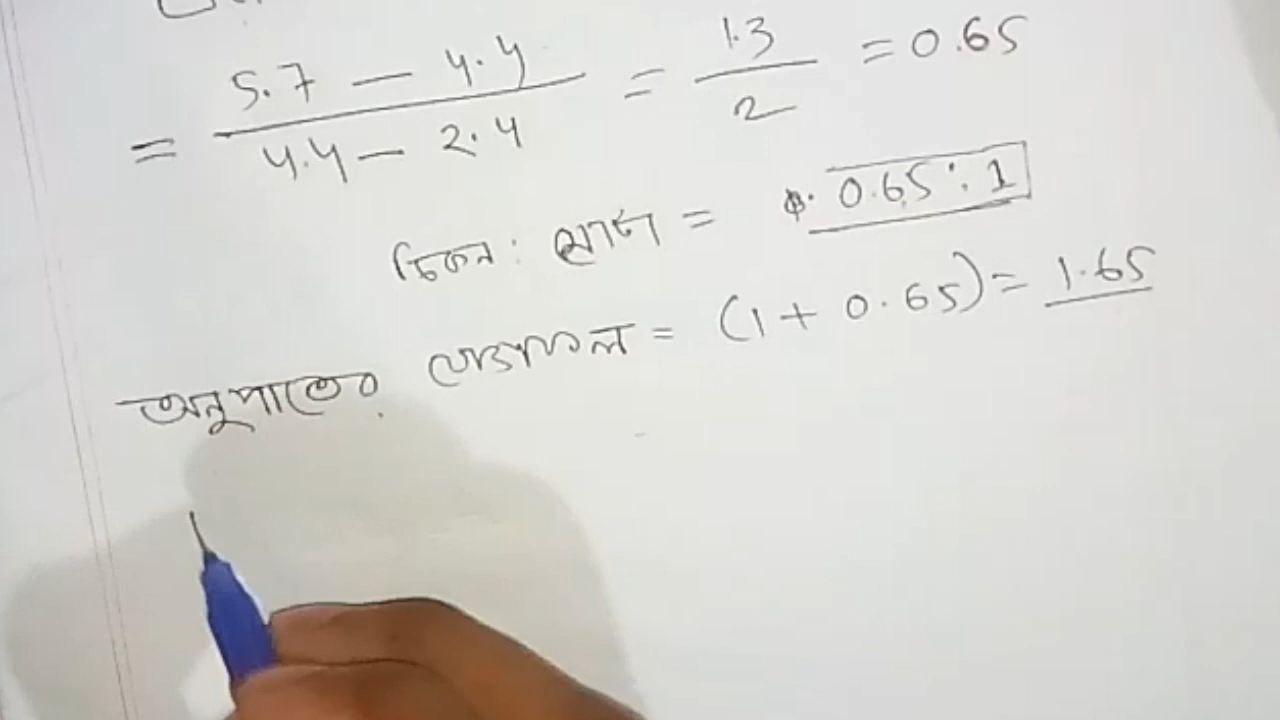 = 5.7 — 4.4 / 4.4 — 2.4 = 1.3 / 2 = 0.65
চিকন : মোটা = 0.65 : 1
অনুপাতের যোগফল = (1 + 0.65) = 1.65